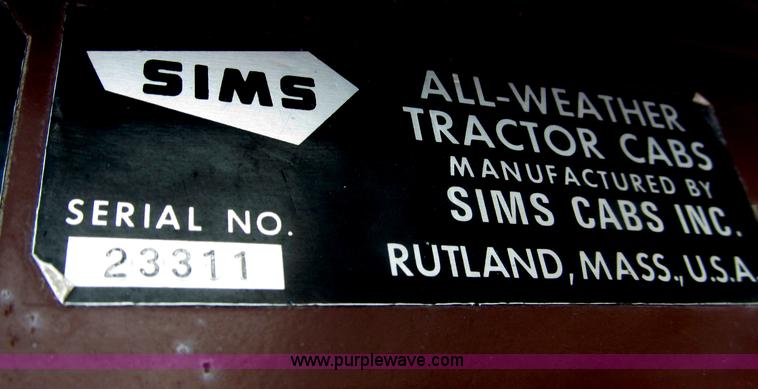 SIMS
ALL-WEATHER
TRACTOR CABS
MANUFACTURED BY
SIMS CABS INC.
RUTLAND, MASS., U.S.A.
SERIAL NO.
23311
www.purplewave.com